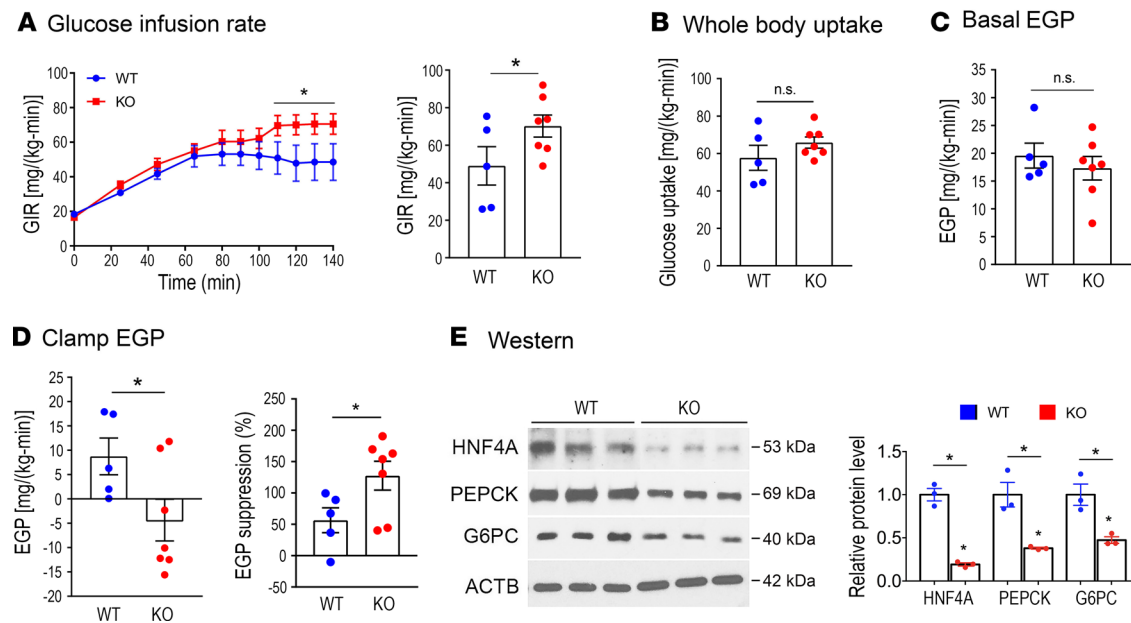 A Glucose infusion rate
WT
KO
*
GIR [mg/(kg-min)]
100
80
60
40
20
0
0 20 40 60 80 100 120 140
Time (min)
*
GIR [mg/(kg-min)]
100
80
60
40
20
0
WT KO
B Whole body uptake
n.s.
Glucose uptake [mg/(kg-min)]
100
80
60
40
20
0
WT KO
C Basal EGP
n.s.
EGP [mg/(kg-min)]
35
30
25
20
15
10
5
0
WT KO
D Clamp EGP
*
EGP [mg/(kg-min)]
25
20
15
10
5
0
-5
-10
-15
-20
WT KO
*
EGP suppression (%)
250
200
150
100
50
0
-50
WT KO
E Western
WT KO
HNF4A – 53 kDa
PEPCK – 69 kDa
G6PC – 40 kDa
ACTB – 42 kDa
WT KO
Relative protein level
1.5
1.0
0.5
0.0
* * *
* * *
HNF4A PEPCK G6PC